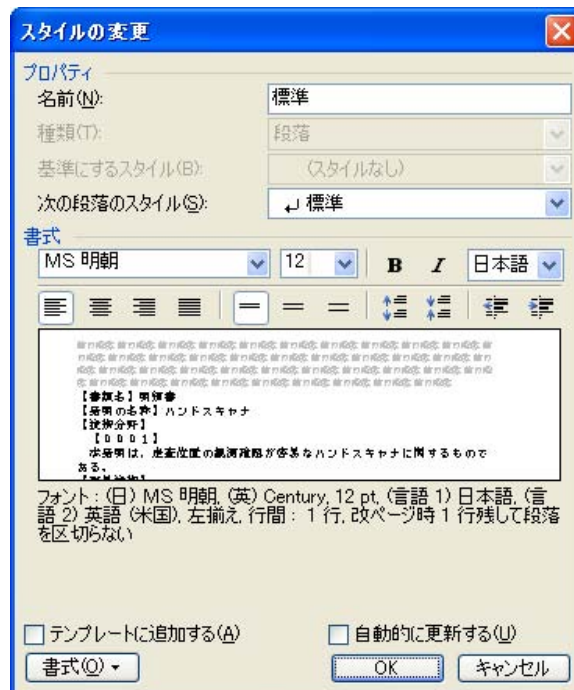 スタイルの変更
プロパティ
名前(N): 標準
種類(T): 段落
基準にするスタイル(B): (スタイルなし)
次の段落のスタイル(S): ↵ 標準
書式
MS 明朝 12 B I 日本語
【書類名】明細書
【発明の名称】ハンドスキャナ
【技術分野】
【0001】
本発明は、走査位置の観測確認が容易なハンドスキャナに関するもので
ある。
フォント : (日) MS 明朝, (英) Century, 12 pt, (言語 1) 日本語, (言
語 2) 英語 (米国), 左揃え, 行間 : 1 行, 改ページ時 1 行残して段落
を区切らない
テンプレートに追加する(A) 自動的に更新する(U)
書式(O) OK キャンセル